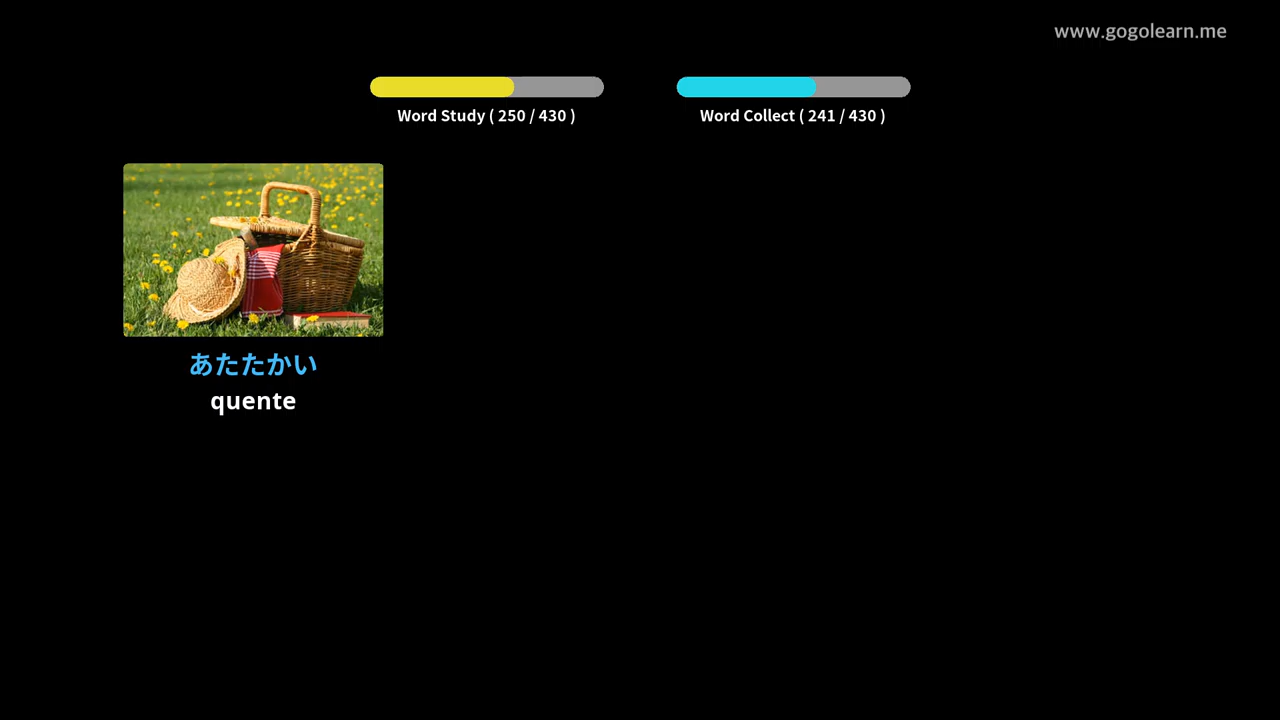 www.gogolearn.me
Word Study ( 250 / 430 )
Word Collect ( 241 / 430 )
あたたかい
quente